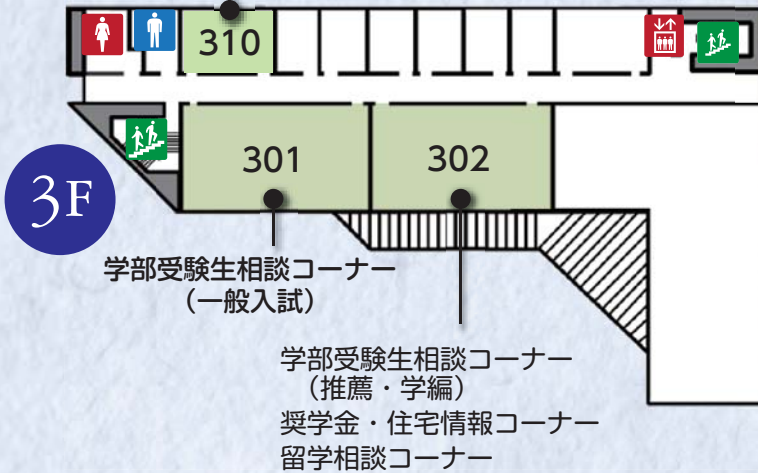 310
301
302
3F
学部受験生相談コーナー
（一般入試）
学部受験生相談コーナー
（推薦・学編）
奨学金・住宅情報コーナー
留学相談コーナー